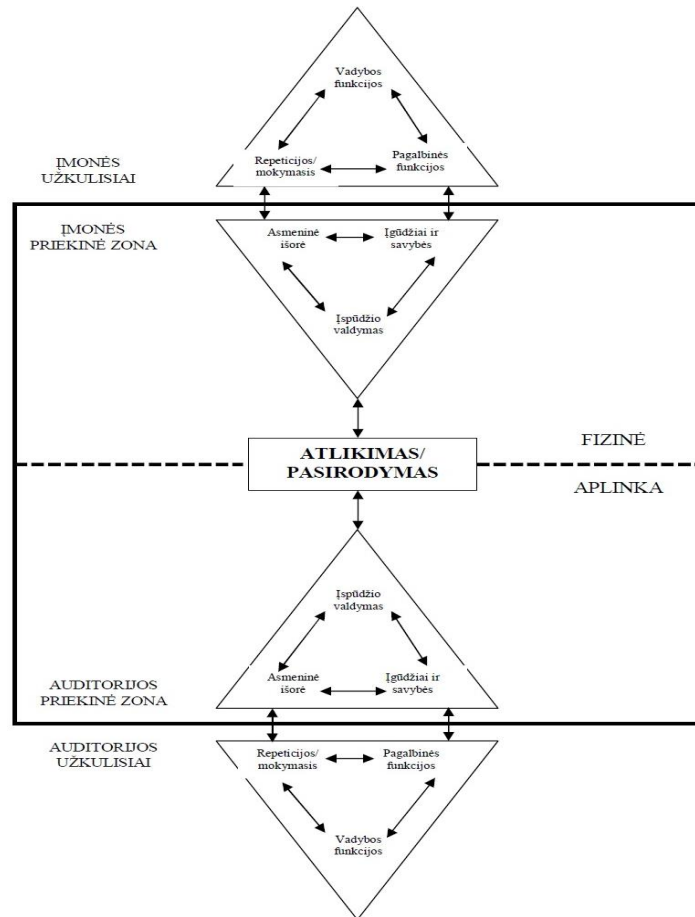 Vadybos
funkcijos
ĮMONĖS
UŽKULISIAI
Repeticijos/
mokymasis
Pagalbinės
funkcijos
ĮMONĖS
PRIEKINĖ ZONA
Asmeninė
išorė
Įgūdžiai ir
savybės
Įspūdžio
valdymas
ATLIKIMAS/
PASIRODYMAS
FIZINĖ
APLINKA
Įspūdžio
valdymas
Asmeninė
išorė
Įgūdžiai ir
savybės
AUDITORIJOS
PRIEKINĖ ZONA
AUDITORIJOS
UŽKULISIAI
Repeticijos/
mokymasis
Pagalbinės
funkcijos
Vadybos
funkcijos